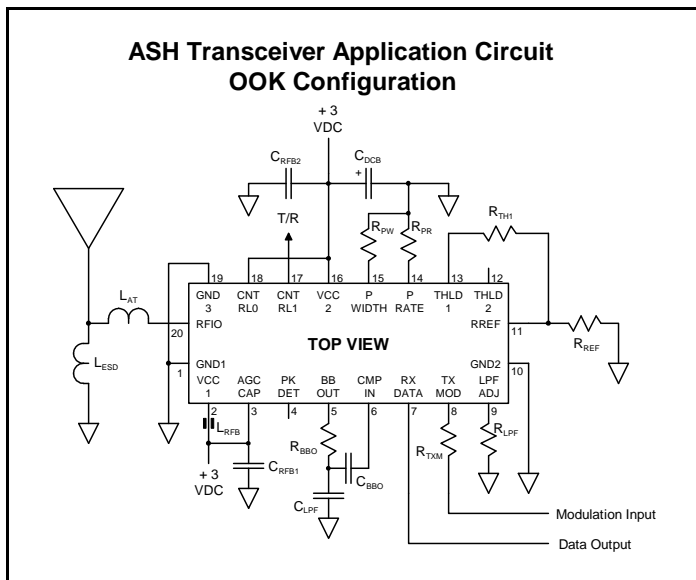 ASH Transceiver Application Circuit
OOK Configuration
+ 3
VDC
CRFB2
CDCB
+
T/R
RPW
RPR
RTH1
19
18
17
16
15
14
13
12
GND
3
CNT
RL0
CNT
RL1
VCC
2
P
WIDTH
P
RATE
THLD
1
THLD
2
LAT
20
RFIO
RREF
11
TOP VIEW
RREF
LESD
1
GND1
GND2
10
VCC
1
AGC
CAP
PK
DET
BB
OUT
CMP
IN
RX
DATA
TX
MOD
LPF
ADJ
2
3
4
5
6
7
8
9
LRFB
RBBO
RTXM
RLPF
+ 3
VDC
CRFB1
CBBO
CLPF
Modulation Input
Data Output